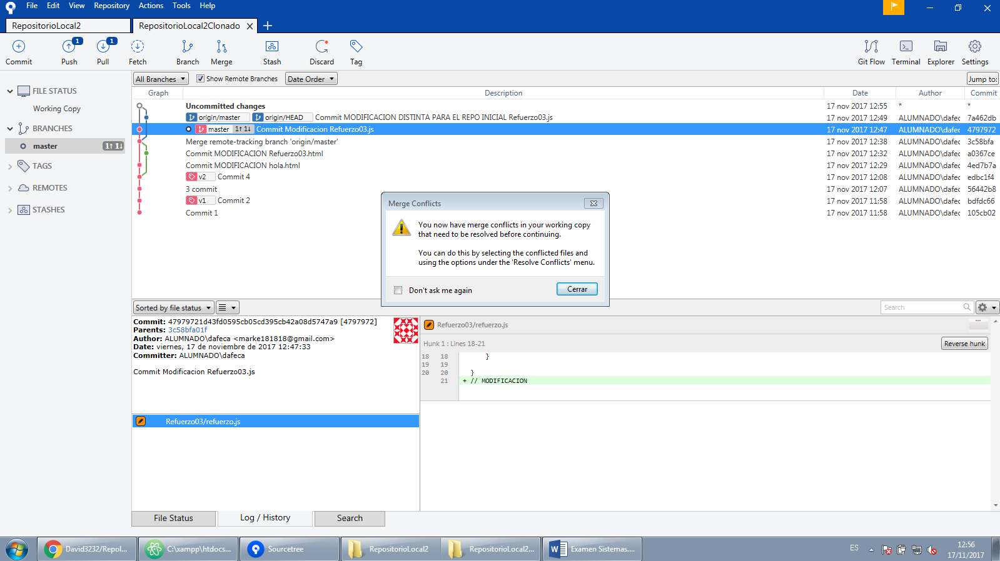 File Edit View Repository Actions Tools Help
RepositorioLocal2 RepositorioLocal2Clonado
1 1
Commit Push Pull Fetch Branch Merge Stash Discard Tag Git Flow Terminal Explorer Settings
All Branches Show Remote Branches Date Order Jump to:
Graph Description Date Author Commit
FILE STATUS
Working Copy
BRANCHES
master 1↑ 1↓
TAGS
REMOTES
STASHES
Uncommitted changes 17 nov 2017 12:55 * *
origin/master origin/HEAD Commit MODIFICACION DISTINTA PARA EL REPO INICIAL Refuerzo03.js 17 nov 2017 12:49 ALUMNADO\dafec 7a462db
master 1↑ 1↓ Commit Modificacion Refuerzo03.js 17 nov 2017 12:47 ALUMNADO\dafec 4797972
Merge remote-tracking branch 'origin/master' 17 nov 2017 12:38 ALUMNADO\dafec 3c58bfa
Commit MODIFICACION Refuerzo03.html 17 nov 2017 12:32 ALUMNADO\dafec a0367ce
Commit MODIFICACION hola.html 17 nov 2017 12:29 ALUMNADO\dafec 4ed7b7a
v2 Commit 4 17 nov 2017 12:08 ALUMNADO\dafec edbc1f4
3 commit 17 nov 2017 12:07 ALUMNADO\dafec 56442b8
v1 Commit 2 17 nov 2017 11:58 ALUMNADO\dafec bdfdc66
Commit 1 17 nov 2017 11:58 ALUMNADO\dafec 105cb02
Merge Conflicts
You now have merge conflicts in your working copy
that need to be resolved before continuing.
You can do this by selecting the conflicted files and
using the options under the 'Resolve Conflicts' menu.
Don't ask me again Cerrar
Sorted by file status Search
Commit: 47979721d43fd0595cb05cd395cb42a08d5747a9 [4797972]
Parents: 3c58bfa01f
Author: ALUMNADO\dafeca <marke181818@gmail.com>
Date: viernes, 17 de noviembre de 2017 12:47:33
Committer: ALUMNADO\dafeca
Commit Modificacion Refuerzo03.js
Refuerzo03/refuerzo.js
Refuerzo03/refuerzo.js
Hunk 1 : Lines 18-21 Reverse hunk
18 18 }
19 19
20 20 }
21 + // MODIFICACION
File Status Log / History Search
David3232/Repol... C:\xampp\htdocs... Sourcetree RepositorioLocal2 RepositorioLocal2... Examen Sistemas.... ES 12:56
17/11/2017